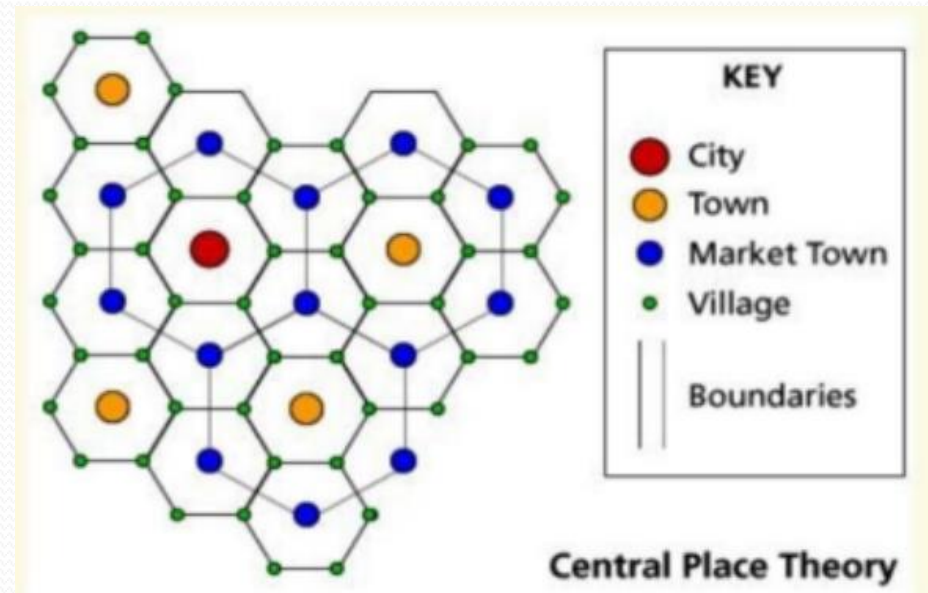 KEY
City
Town
Market Town
Village
Boundaries
Central Place Theory